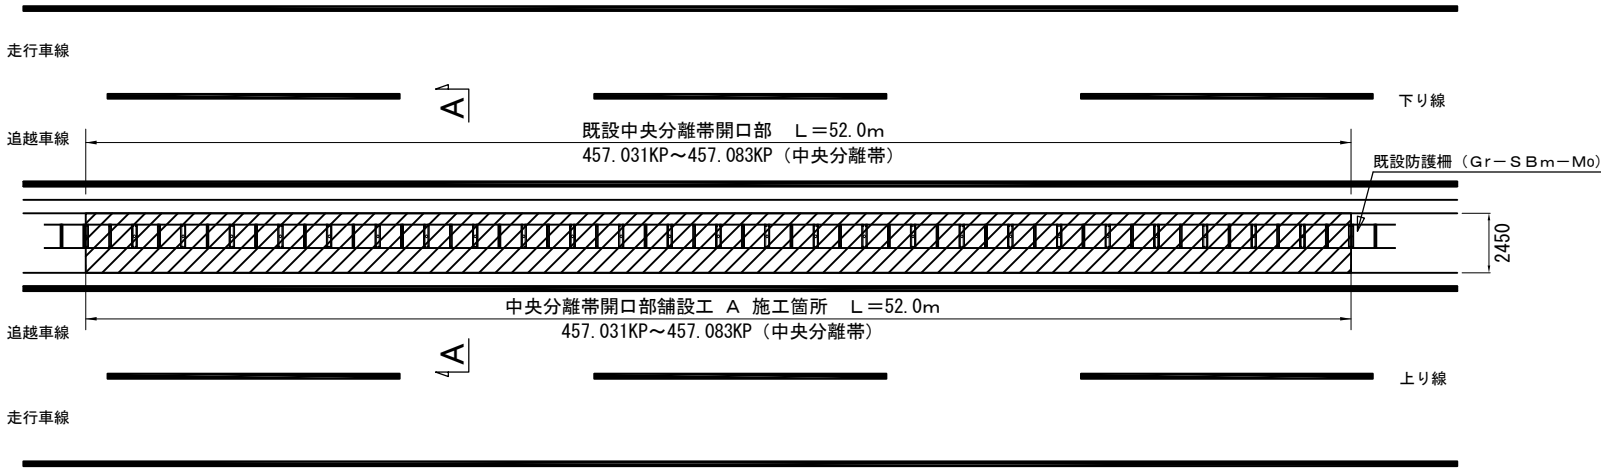 走行車線
A
下り線
追越車線
既設中央分離帯開口部　Ｌ＝52.0ｍ
457.031KP～457.083KP（中央分離帯）
既設防護柵（Ｇｒ－ＳＢｍ－Ｍo）
2450
中央分離帯開口部舗設工 A 施工箇所　Ｌ＝52.0ｍ
457.031KP～457.083KP（中央分離帯）
追越車線
A
上り線
走行車線